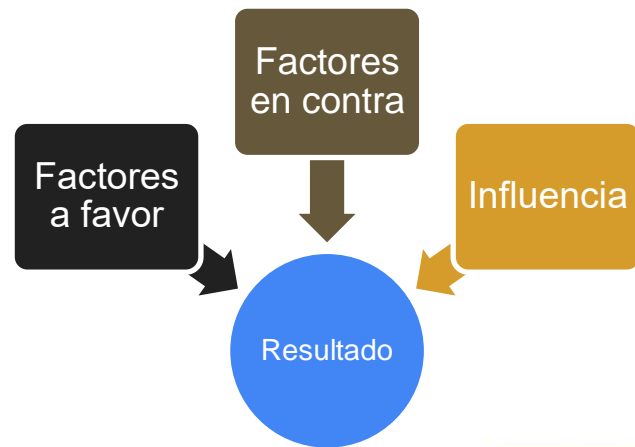 Factores
en contra
Factores
a favor
Influencia
Resultado